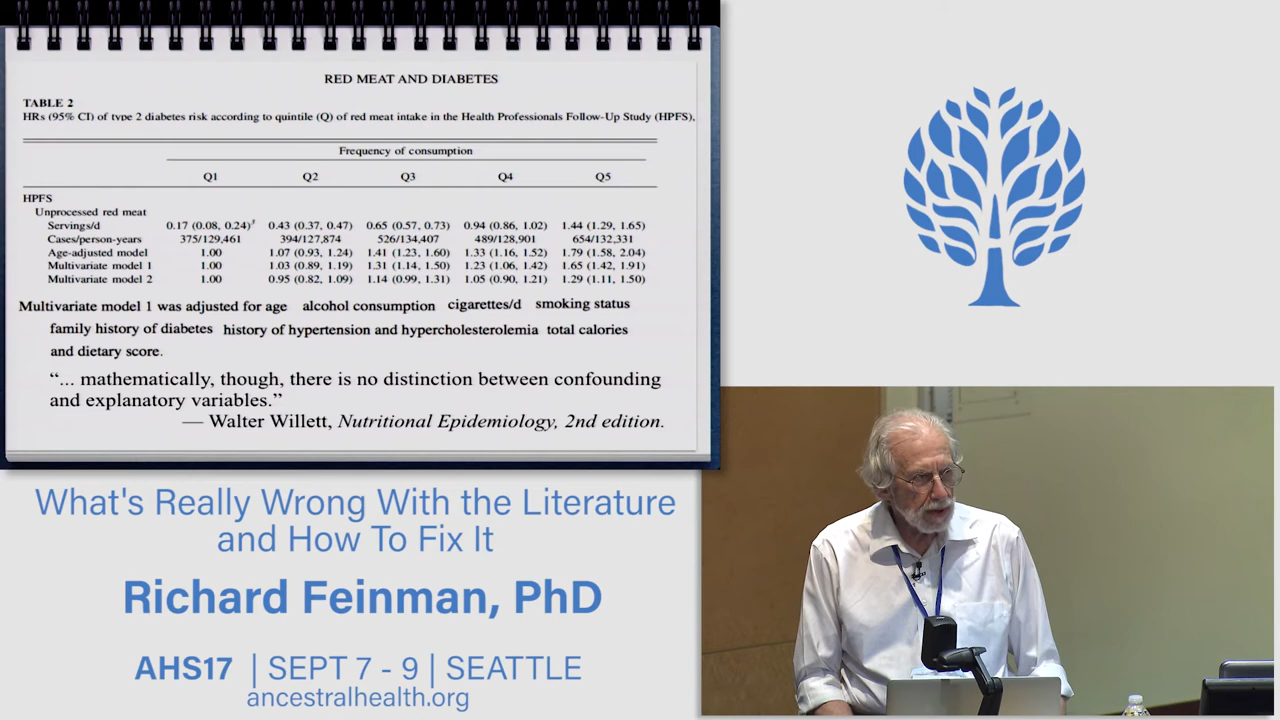 RED MEAT AND DIABETES
TABLE 2
HRs (95% CI) of type 2 diabetes risk according to quintile (Q) of red meat intake in the Health Professionals Follow-Up Study (HPFS),
Frequency of consumption
Q1 Q2 Q3 Q4 Q5
HPFS
Unprocessed red meat
Servings/d 0.17 (0.08, 0.24)² 0.43 (0.37, 0.47) 0.65 (0.57, 0.73) 0.94 (0.86, 1.02) 1.44 (1.29, 1.65)
Cases/person-years 375/129,461 394/127,874 526/134,407 489/128,901 654/132,331
Age-adjusted model 1.00 1.07 (0.93, 1.24) 1.41 (1.23, 1.60) 1.33 (1.16, 1.52) 1.79 (1.58, 2.04)
Multivariate model 1 1.00 1.03 (0.89, 1.19) 1.31 (1.14, 1.50) 1.23 (1.06, 1.42) 1.65 (1.42, 1.91)
Multivariate model 2 1.00 0.95 (0.82, 1.09) 1.14 (0.99, 1.31) 1.05 (0.90, 1.21) 1.29 (1.11, 1.50)
Multivariate model 1 was adjusted for age alcohol consumption cigarettes/d smoking status
family history of diabetes history of hypertension and hypercholesterolemia total calories
and dietary score.
“... mathematically, though, there is no distinction between confounding
and explanatory variables.”
— Walter Willett, Nutritional Epidemiology, 2nd edition.
What's Really Wrong With the Literature
and How To Fix It
Richard Feinman, PhD
AHS17 | SEPT 7 - 9 | SEATTLE
ancestralhealth.org